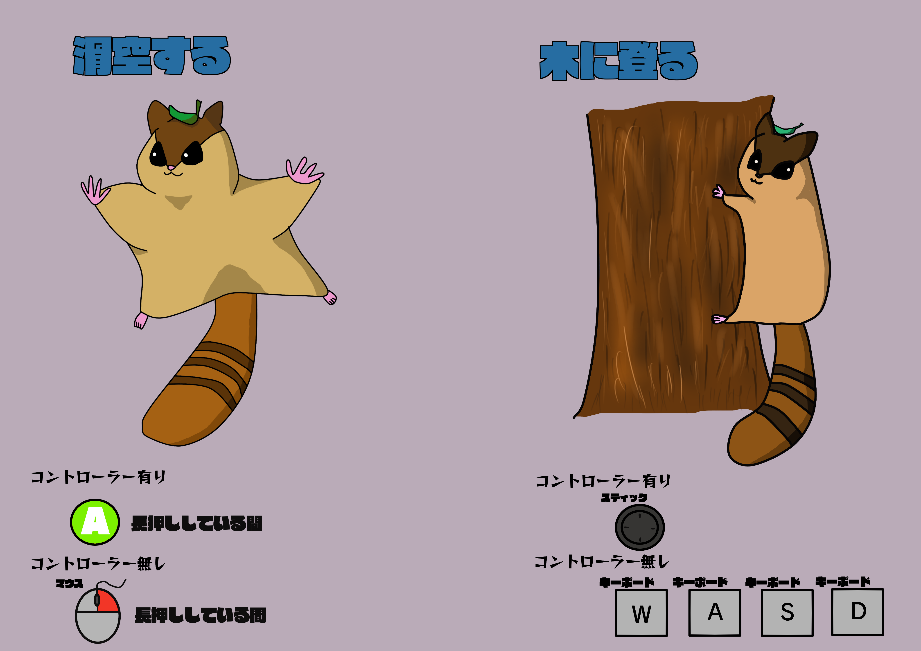 滑空する
コントローラー有り
A
長押ししている間
コントローラー無し
マウス
長押ししている間
木に登る
コントローラー有り
スティック
コントローラー無し
キーボード キーボード キーボード キーボード
W A S D